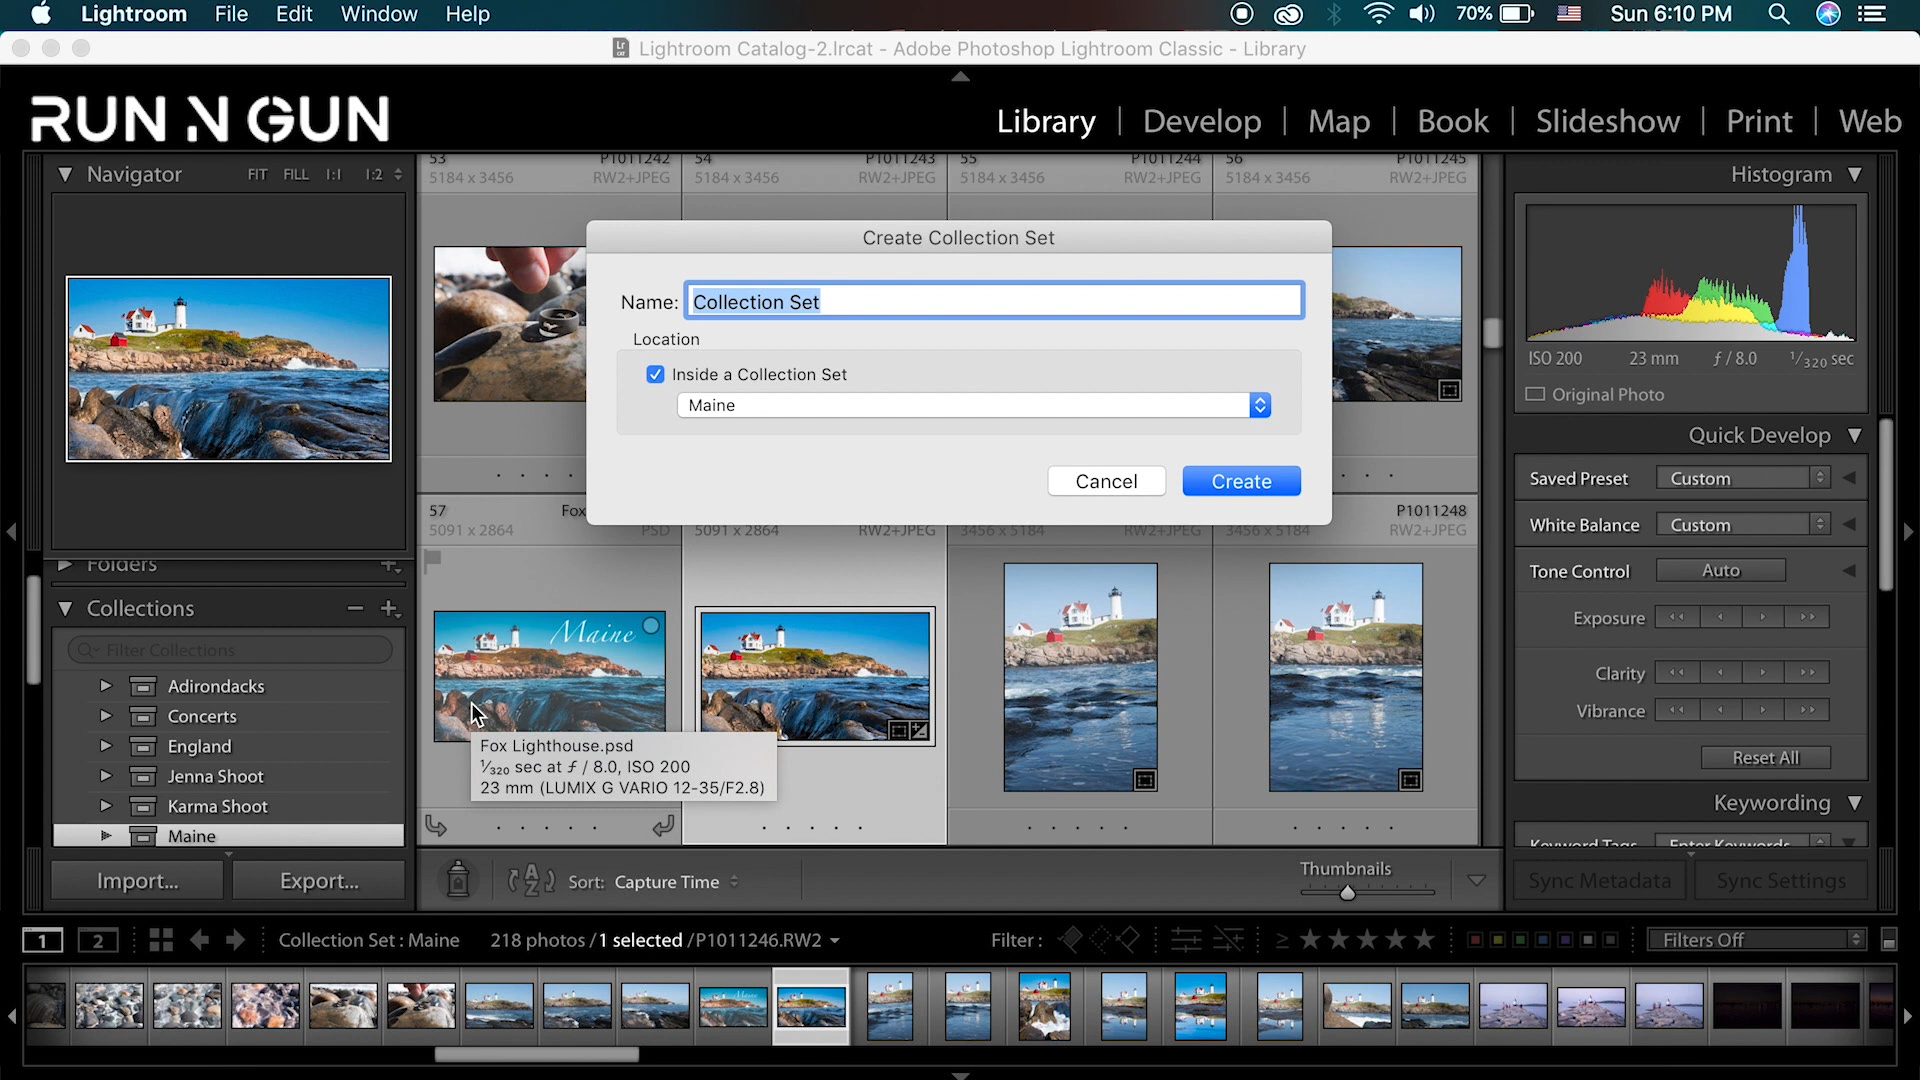 Lightroom File Edit Window Help 70% Sun 6:10 PM
Lightroom Catalog-2.lrcat - Adobe Photoshop Lightroom Classic - Library
RUN N GUN
Library | Develop | Map | Book | Slideshow | Print | Web
Navigator FIT FILL 1:1 1:2
53 P1011242
5184 x 3456 RW2+JPEG
54 P1011243
5184 x 3456 RW2+JPEG
55 P1011244
5184 x 3456 RW2+JPEG
56 P1011245
5184 x 3456 RW2+JPEG
Histogram
ISO 200 23 mm ƒ / 8.0 1/320 sec
Original Photo
Create Collection Set
Name: Collection Set
Location
Inside a Collection Set
Maine
Cancel Create
Quick Develop
Saved Preset Custom
White Balance Custom
Tone Control Auto
Exposure
Clarity
Vibrance
Reset All
Keywording
Keyword Tags Enter Keywords
Sync Metadata Sync Settings
57 Fox
5091 x 2864 PSD
5091 x 2864 RW2+JPEG
3456 x 5184 RW2+JPEG
P1011248
3456 x 5184 RW2+JPEG
Maine
Fox Lighthouse.psd
1/320 sec at ƒ / 8.0, ISO 200
23 mm (LUMIX G VARIO 12-35/F2.8)
Folders
Collections
Filter Collections
Adirondacks
Concerts
England
Jenna Shoot
Karma Shoot
Maine
Import... Export...
Sort: Capture Time
Thumbnails
1 2 Collection Set : Maine 218 photos / 1 selected / P1011246.RW2 Filter : ≥ Filters Off
Maine